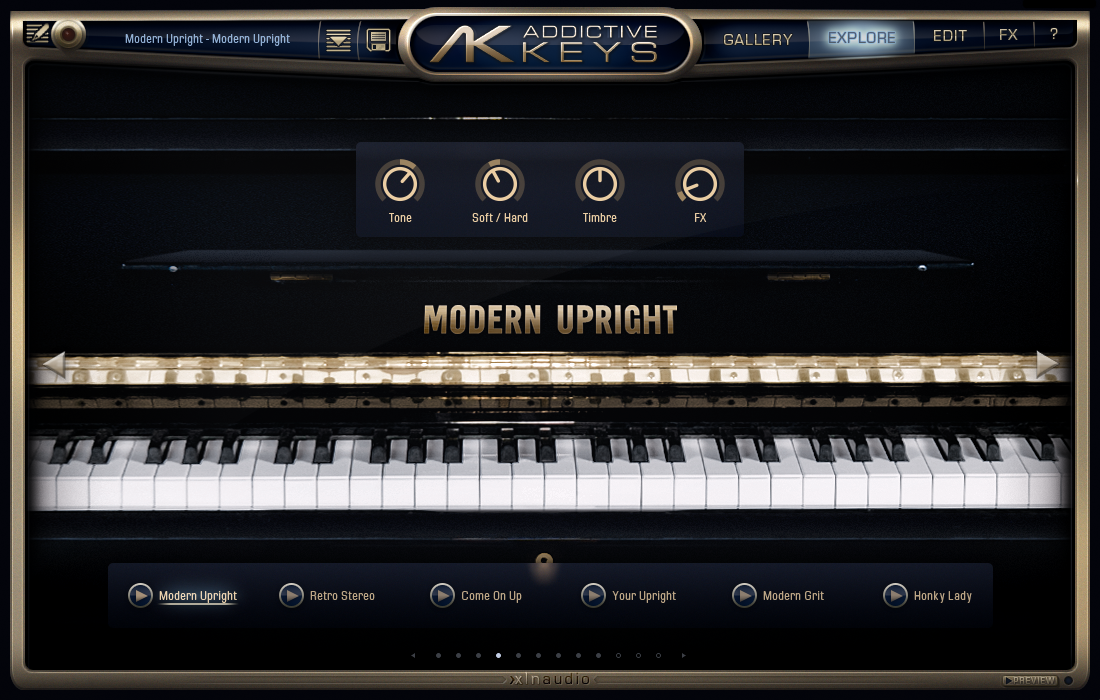 Modern Upright - Modern Upright
ADDICTIVE
KEYS
GALLERY
EXPLORE
EDIT
FX
?
Tone
Soft / Hard
Timbre
FX
MODERN UPRIGHT
Modern Upright
Retro Stereo
Come On Up
Your Upright
Modern Grit
Honky Lady
xlnaudio
PREVIEW